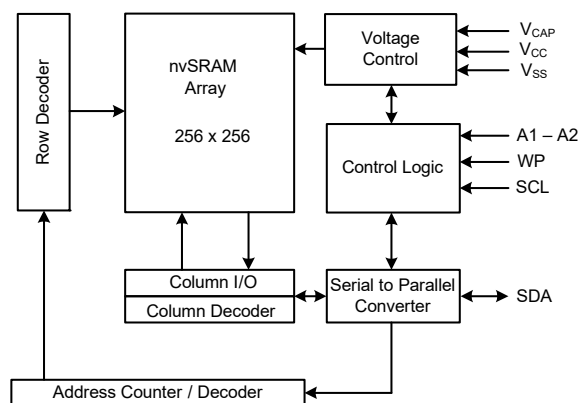 Row Decoder
nvSRAM
Array
256 x 256
Voltage
Control
VCAP
VCC
VSS
Control Logic
A1 – A2
WP
SCL
Column I/O
Column Decoder
Serial to Parallel
Converter
SDA
Address Counter / Decoder